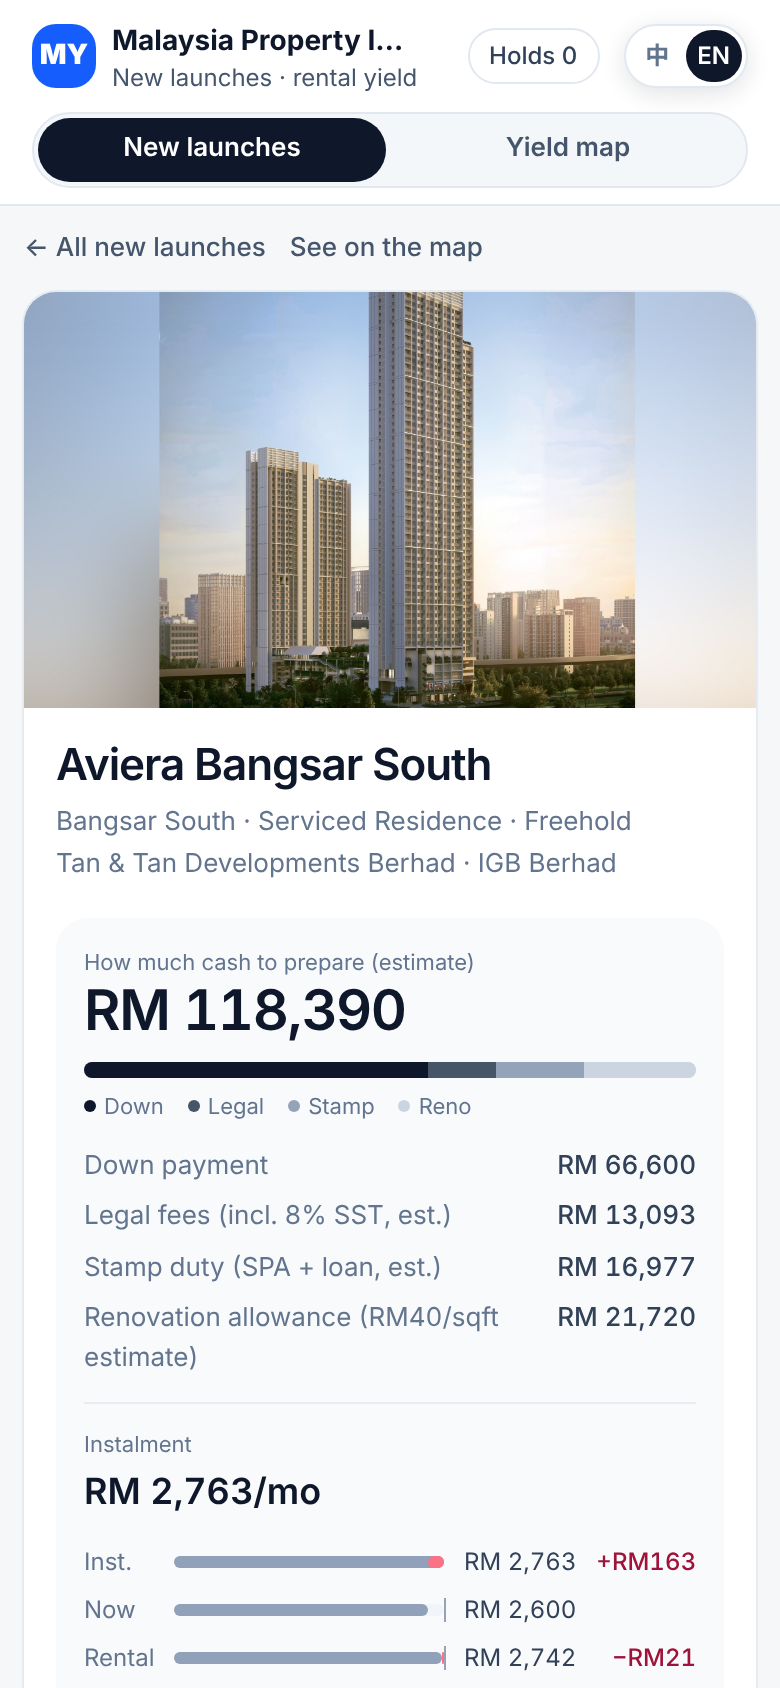 MY
Malaysia Property I...
New launches · rental yield
Holds 0
中
EN
New launches
Yield map
← All new launches
See on the map
Aviera Bangsar South
Bangsar South · Serviced Residence · Freehold
Tan & Tan Developments Berhad · IGB Berhad
How much cash to prepare (estimate)
RM 118,390
Down
Legal
Stamp
Reno
Down payment RM 66,600
Legal fees (incl. 8% SST, est.) RM 13,093
Stamp duty (SPA + loan, est.) RM 16,977
Renovation allowance (RM40/sqft RM 21,720
estimate)
Instalment
RM 2,763/mo
Inst. RM 2,763 +RM163
Now RM 2,600
Rental RM 2,742 −RM21